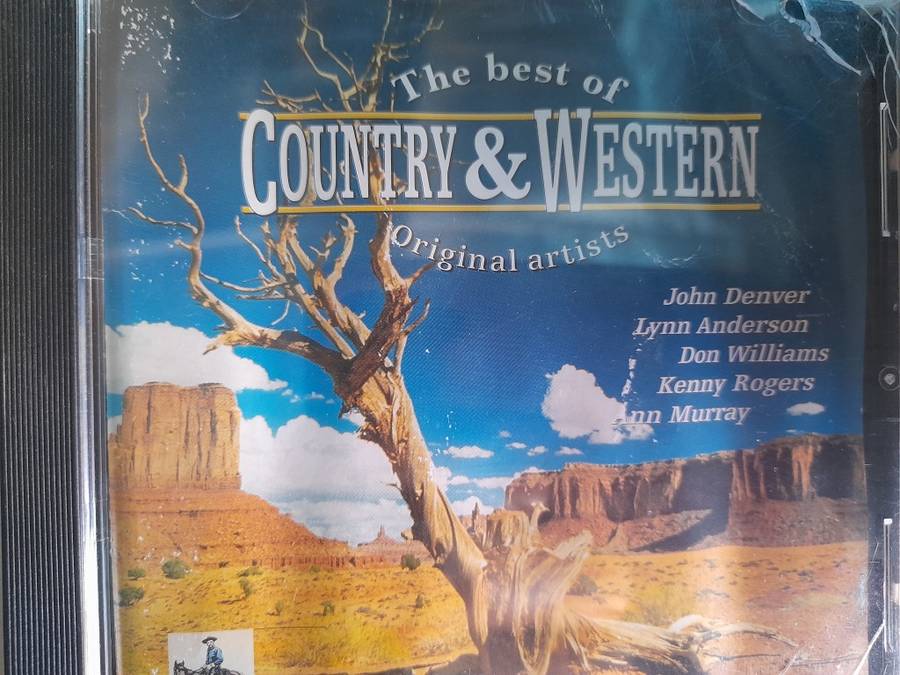 The best of
COUNTRY & WESTERN
Original artists
John Denver
Lynn Anderson
Don Williams
Kenny Rogers
Ann Murray